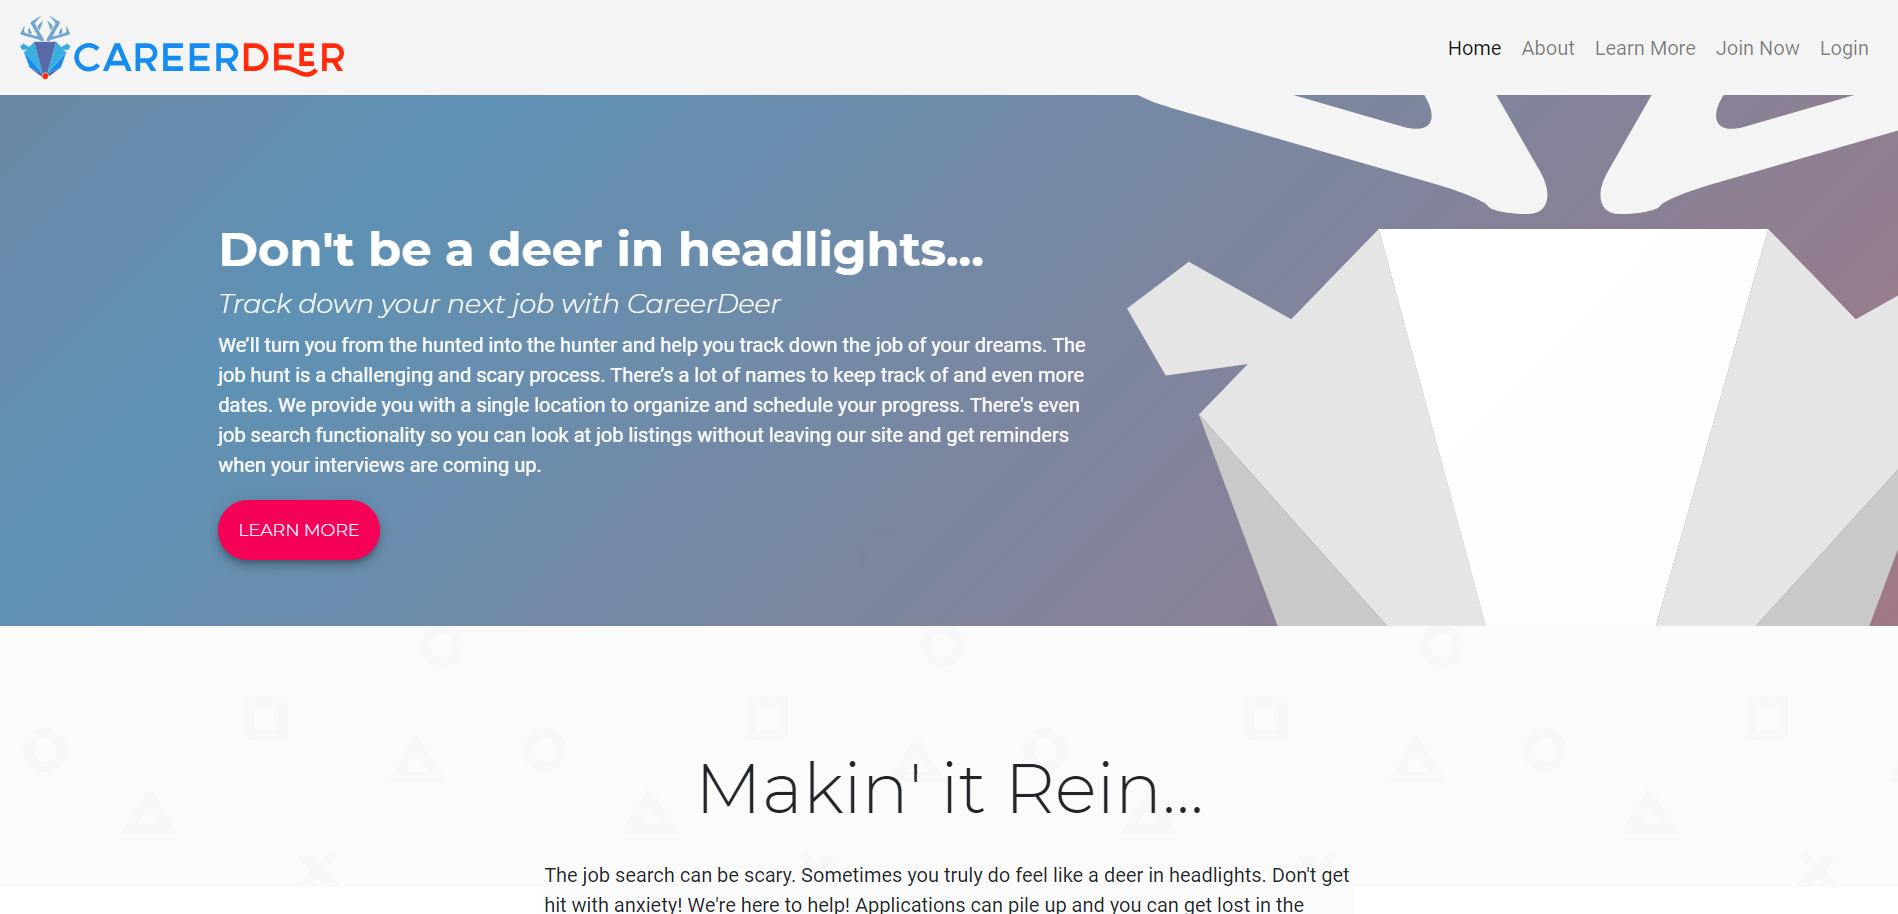 CAREERDEER
Home About Learn More Join Now Login
Don't be a deer in headlights...
Track down your next job with CareerDeer
We’ll turn you from the hunted into the hunter and help you track down the job of your dreams. The
job hunt is a challenging and scary process. There’s a lot of names to keep track of and even more
dates. We provide you with a single location to organize and schedule your progress. There's even
job search functionality so you can look at job listings without leaving our site and get reminders
when your interviews are coming up.
LEARN MORE
Makin' it Rein...
The job search can be scary. Sometimes you truly do feel like a deer in headlights. Don't get
hit with anxiety! We're here to help! Applications can pile up and you can get lost in the